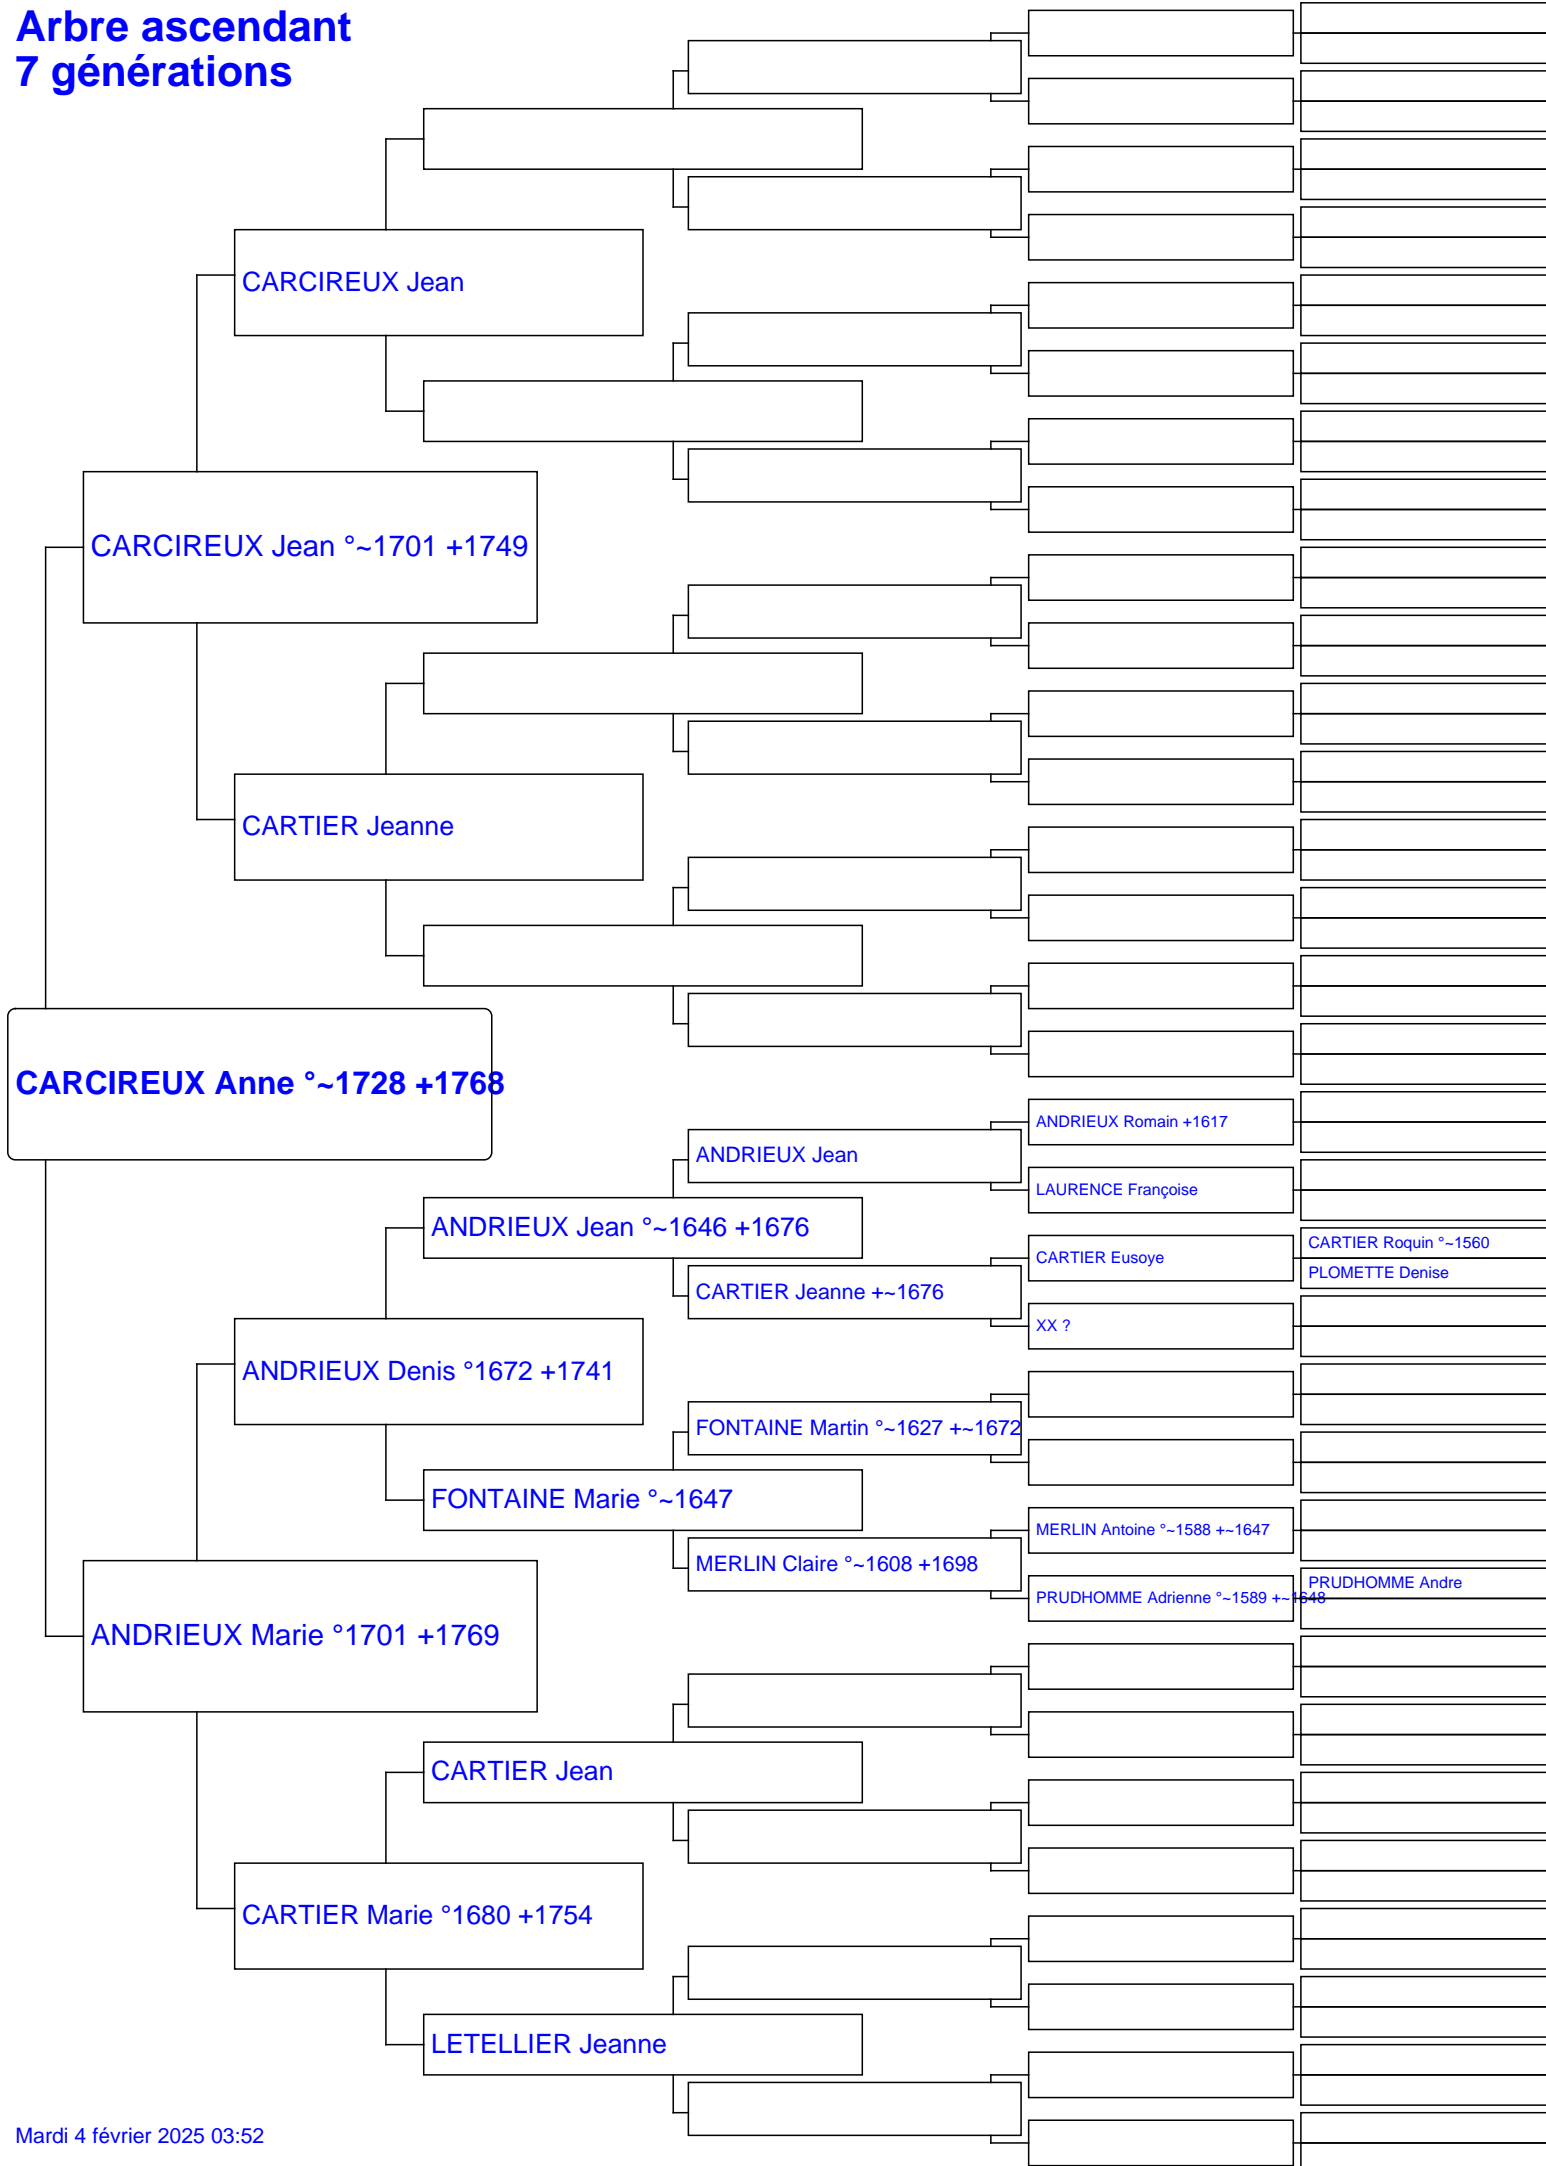 Arbre ascendant
7 générations
CARCIREUX Jean
CARCIREUX Jean °~1701 +1749
CARTIER Jeanne
CARCIREUX Anne °~1728 +1768
ANDRIEUX Romain +1617
ANDRIEUX Jean
LAURENCE Françoise
ANDRIEUX Jean °~1646 +1676
CARTIER Roquin °~1560
CARTIER Eusoye
PLOMETTE Denise
CARTIER Jeanne +~1676
XX ?
ANDRIEUX Denis °1672 +1741
FONTAINE Martin °~1627 +~1672
FONTAINE Marie °~1647
MERLIN Antoine °~1588 +~1647
MERLIN Claire °~1608 +1698
PRUDHOMME Andre
PRUDHOMME Adrienne °~1589 +~1648
ANDRIEUX Marie °1701 +1769
CARTIER Jean
CARTIER Marie °1680 +1754
LETELLIER Jeanne
Mardi 4 février 2025 03:52